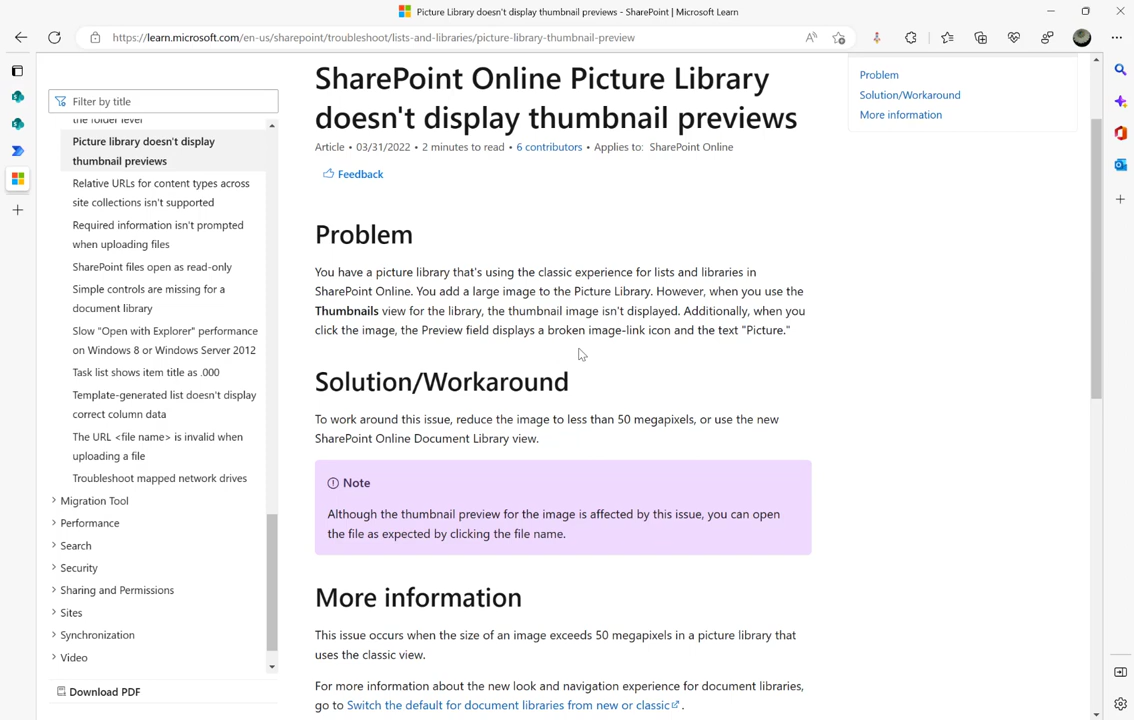 Picture Library doesn't display thumbnail previews - SharePoint | Microsoft Learn
https://learn.microsoft.com/en-us/sharepoint/troubleshoot/lists-and-libraries/picture-library-thumbnail-preview
Filter by title
the folder level
Picture library doesn't display
thumbnail previews
Relative URLs for content types across
site collections isn't supported
Required information isn't prompted
when uploading files
SharePoint files open as read-only
Simple controls are missing for a
document library
Slow "Open with Explorer" performance
on Windows 8 or Windows Server 2012
Task list shows item title as .000
Template-generated list doesn't display
correct column data
The URL <file name> is invalid when
uploading a file
Troubleshoot mapped network drives
Migration Tool
Performance
Search
Security
Sharing and Permissions
Sites
Synchronization
Video
Download PDF
SharePoint Online Picture Library
doesn't display thumbnail previews
Article • 03/31/2022 • 2 minutes to read • 6 contributors • Applies to: SharePoint Online
Feedback
Problem
You have a picture library that's using the classic experience for lists and libraries in
SharePoint Online. You add a large image to the Picture Library. However, when you use the
Thumbnails view for the library, the thumbnail image isn't displayed. Additionally, when you
click the image, the Preview field displays a broken image-link icon and the text "Picture."
Solution/Workaround
To work around this issue, reduce the image to less than 50 megapixels, or use the new
SharePoint Online Document Library view.
Note
Although the thumbnail preview for the image is affected by this issue, you can open
the file as expected by clicking the file name.
More information
This issue occurs when the size of an image exceeds 50 megapixels in a picture library that
uses the classic view.
For more information about the new look and navigation experience for document libraries,
go to Switch the default for document libraries from new or classic.
Problem
Solution/Workaround
More information